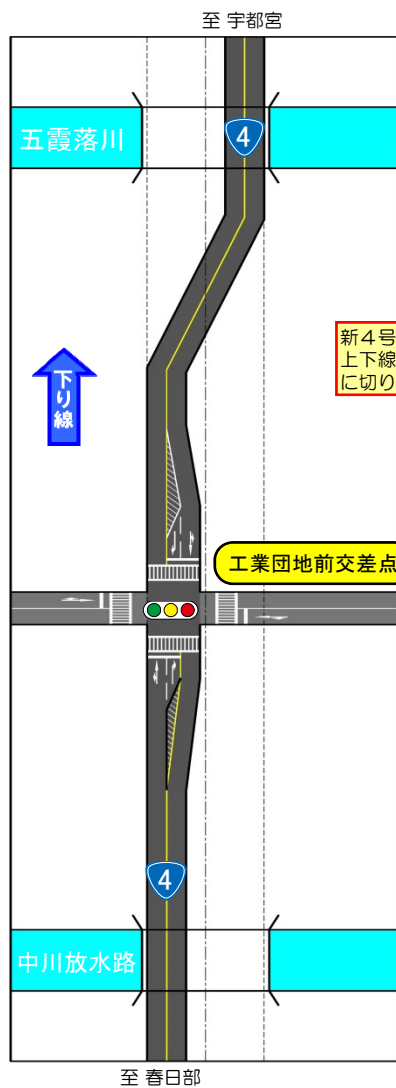 至 宇都宮
五霞落川
4
新4号
上下線
に切り
下り線
工業団地前交差点
4
中川放水路
至 春日部